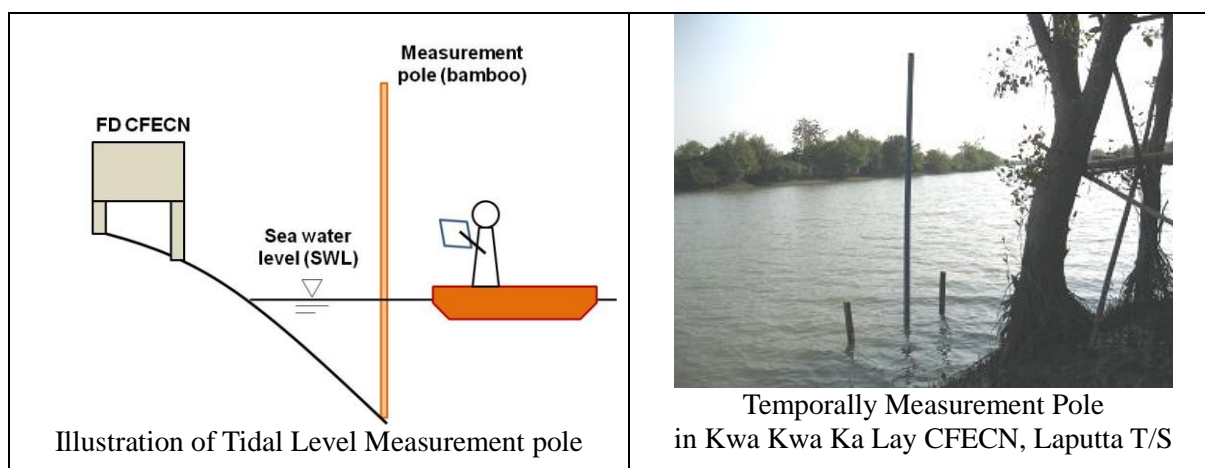 Measurement
pole (bamboo)
FD CFECN
Sea water
level (SWL)
Illustration of Tidal Level Measurement pole
Temporally Measurement Pole
in Kwa Kwa Ka Lay CFECN, Laputta T/S